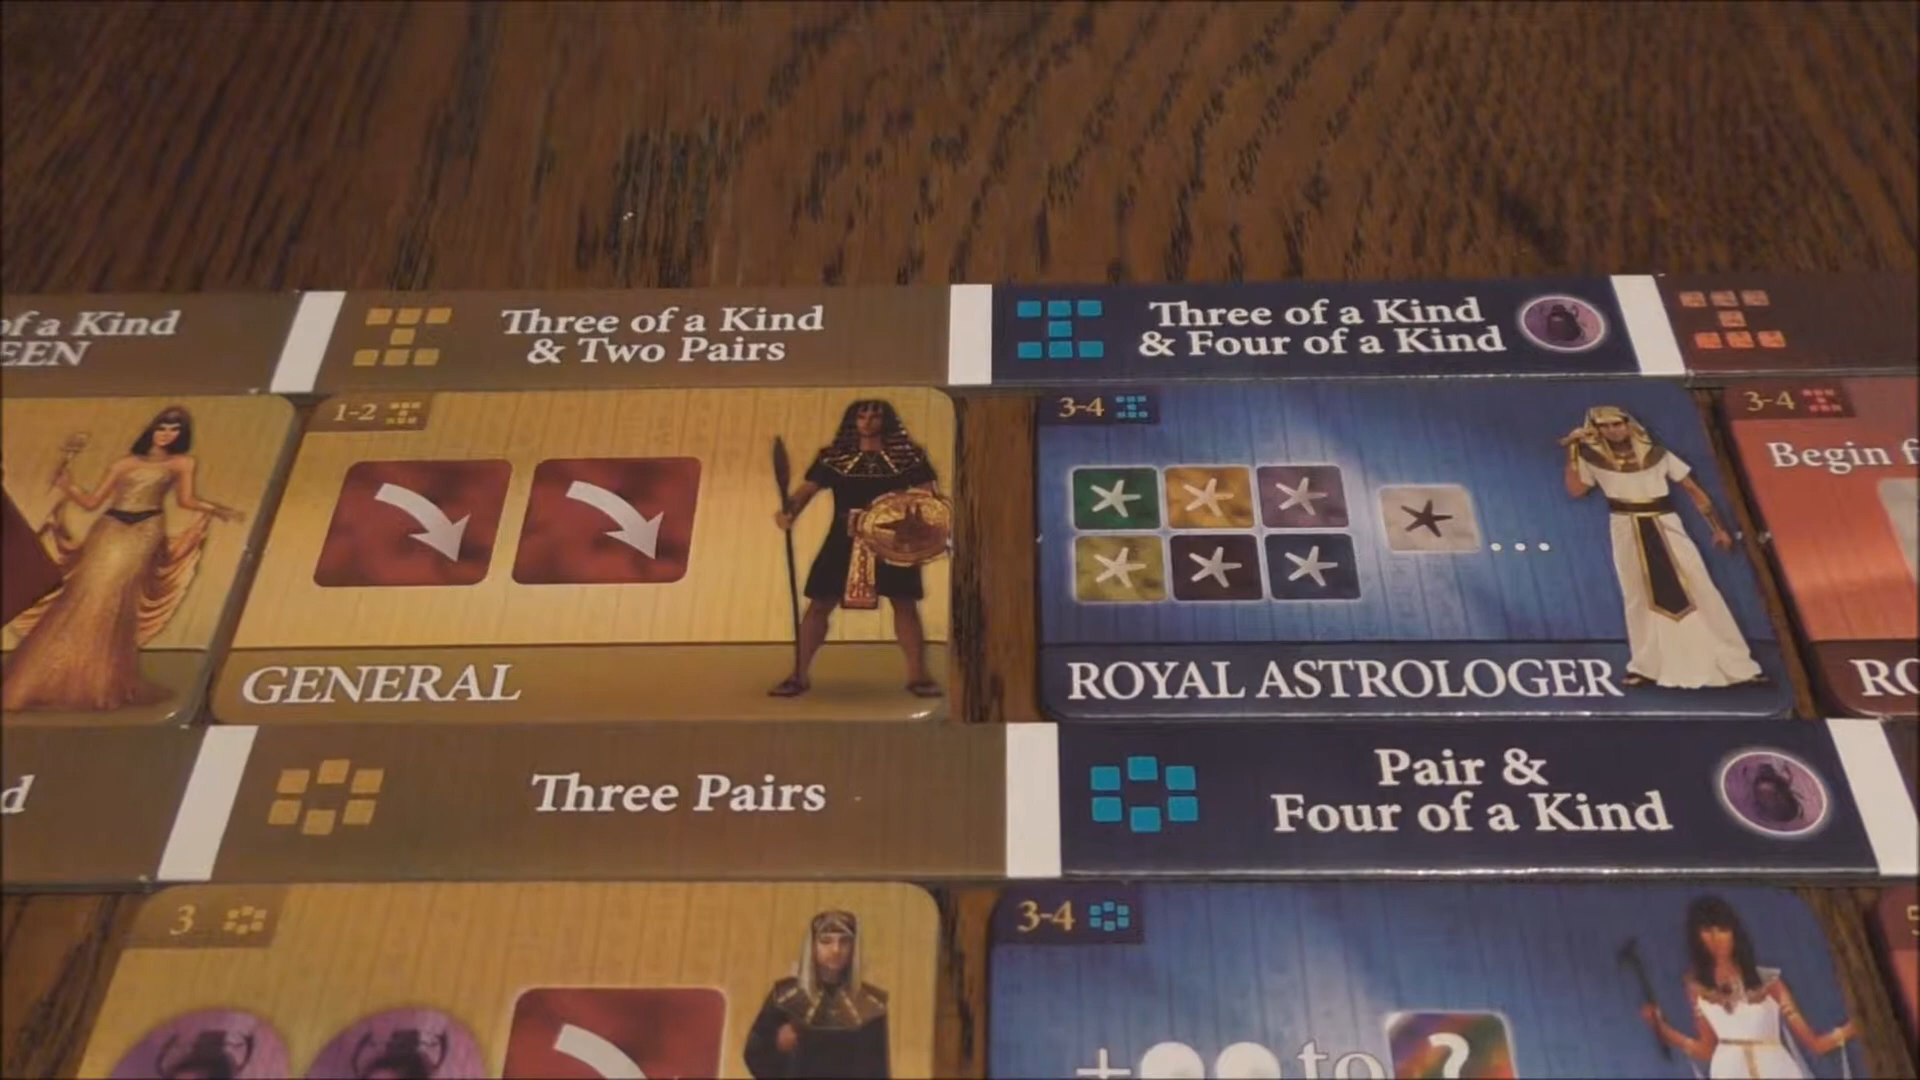 of a Kind
EEN
Three of a Kind
& Two Pairs
Three of a Kind
& Four of a Kind
1-2
3-4
...
3-4
Begin
GENERAL
ROYAL ASTROLOGER
Three Pairs
Pair &
Four of a Kind
3
3-4
+ to ?